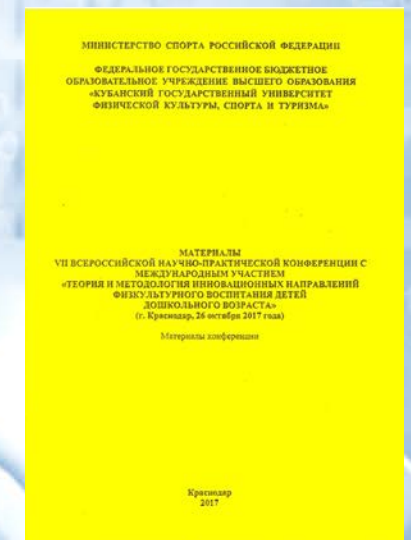 МИНИСТЕРСТВО СПОРТА РОССИЙСКОЙ ФЕДЕРАЦИИ
ФЕДЕРАЛЬНОЕ ГОСУДАРСТВЕННОЕ БЮДЖЕТНОЕ
ОБРАЗОВАТЕЛЬНОЕ УЧРЕЖДЕНИЕ ВЫСШЕГО ОБРАЗОВАНИЯ
«КУБАНСКИЙ ГОСУДАРСТВЕННЫЙ УНИВЕРСИТЕТ
ФИЗИЧЕСКОЙ КУЛЬТУРЫ, СПОРТА И ТУРИЗМА»
МАТЕРИАЛЫ
VII ВСЕРОССИЙСКОЙ НАУЧНО-ПРАКТИЧЕСКОЙ КОНФЕРЕНЦИИ С
МЕЖДУНАРОДНЫМ УЧАСТИЕМ
«ТЕОРИЯ И МЕТОДОЛОГИЯ ИННОВАЦИОННЫХ НАПРАВЛЕНИЙ
ФИЗКУЛЬТУРНОГО ВОСПИТАНИЯ ДЕТЕЙ
ДОШКОЛЬНОГО ВОЗРАСТА»
(г. Краснодар, 26 октября 2017 года)
Материалы конференции
Краснодар
2017